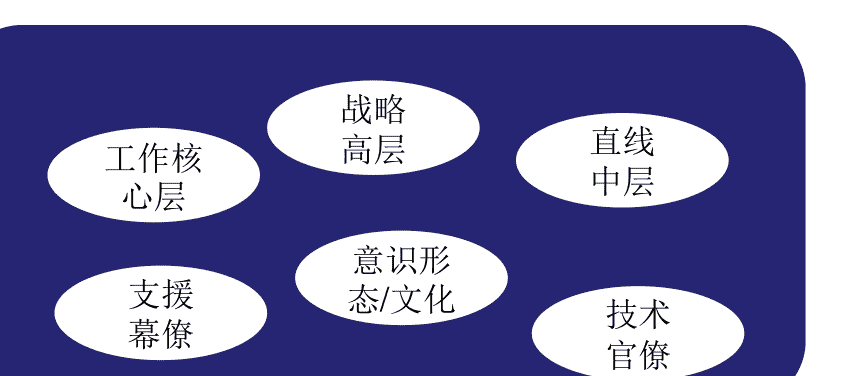 战略
高层
直线
中层
工作核
心层
意识形
态/文化
支援
幕僚
技术
官僚